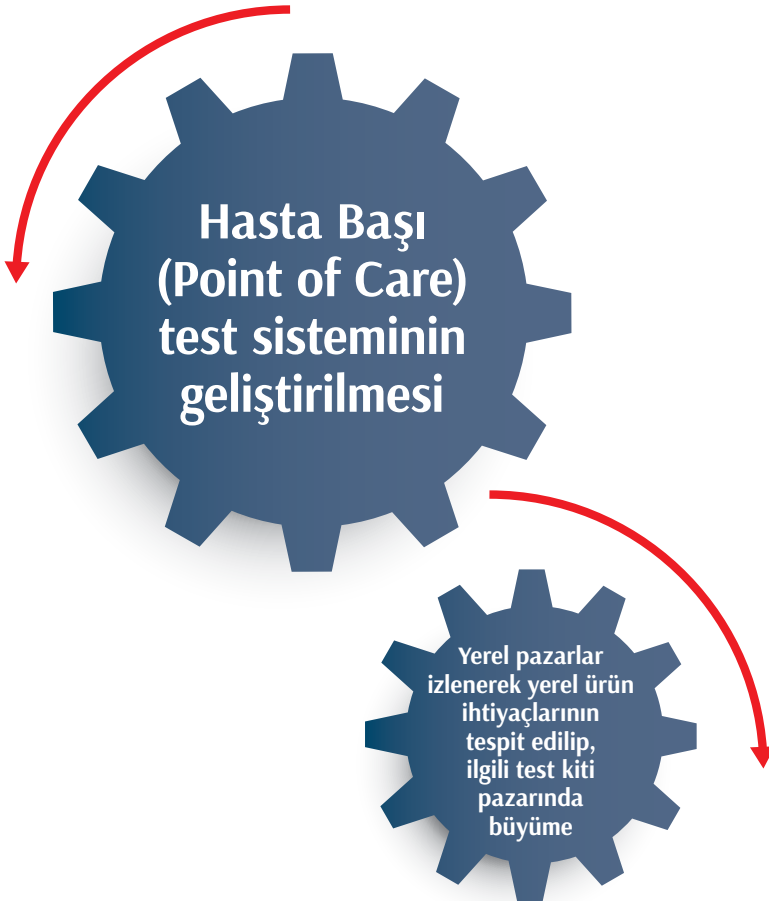 Hasta Başı
(Point of Care)
test sisteminin
geliştirilmesi
Yerel pazarlar
izlenerek yerel ürün
ihtiyaçlarının
tespit edilip,
ilgili test kiti
pazarında
büyüme